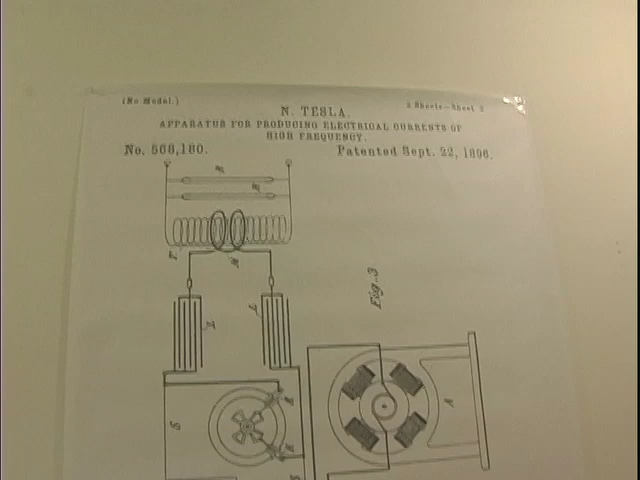 (No Model.)
2 Sheets—Sheet 2
N. TESLA.
APPARATUS FOR PRODUCING ELECTRICAL CURRENTS OF
HIGH FREQUENCY.
No. 568,180.
Patented Sept. 22, 1896.
Fig. 3